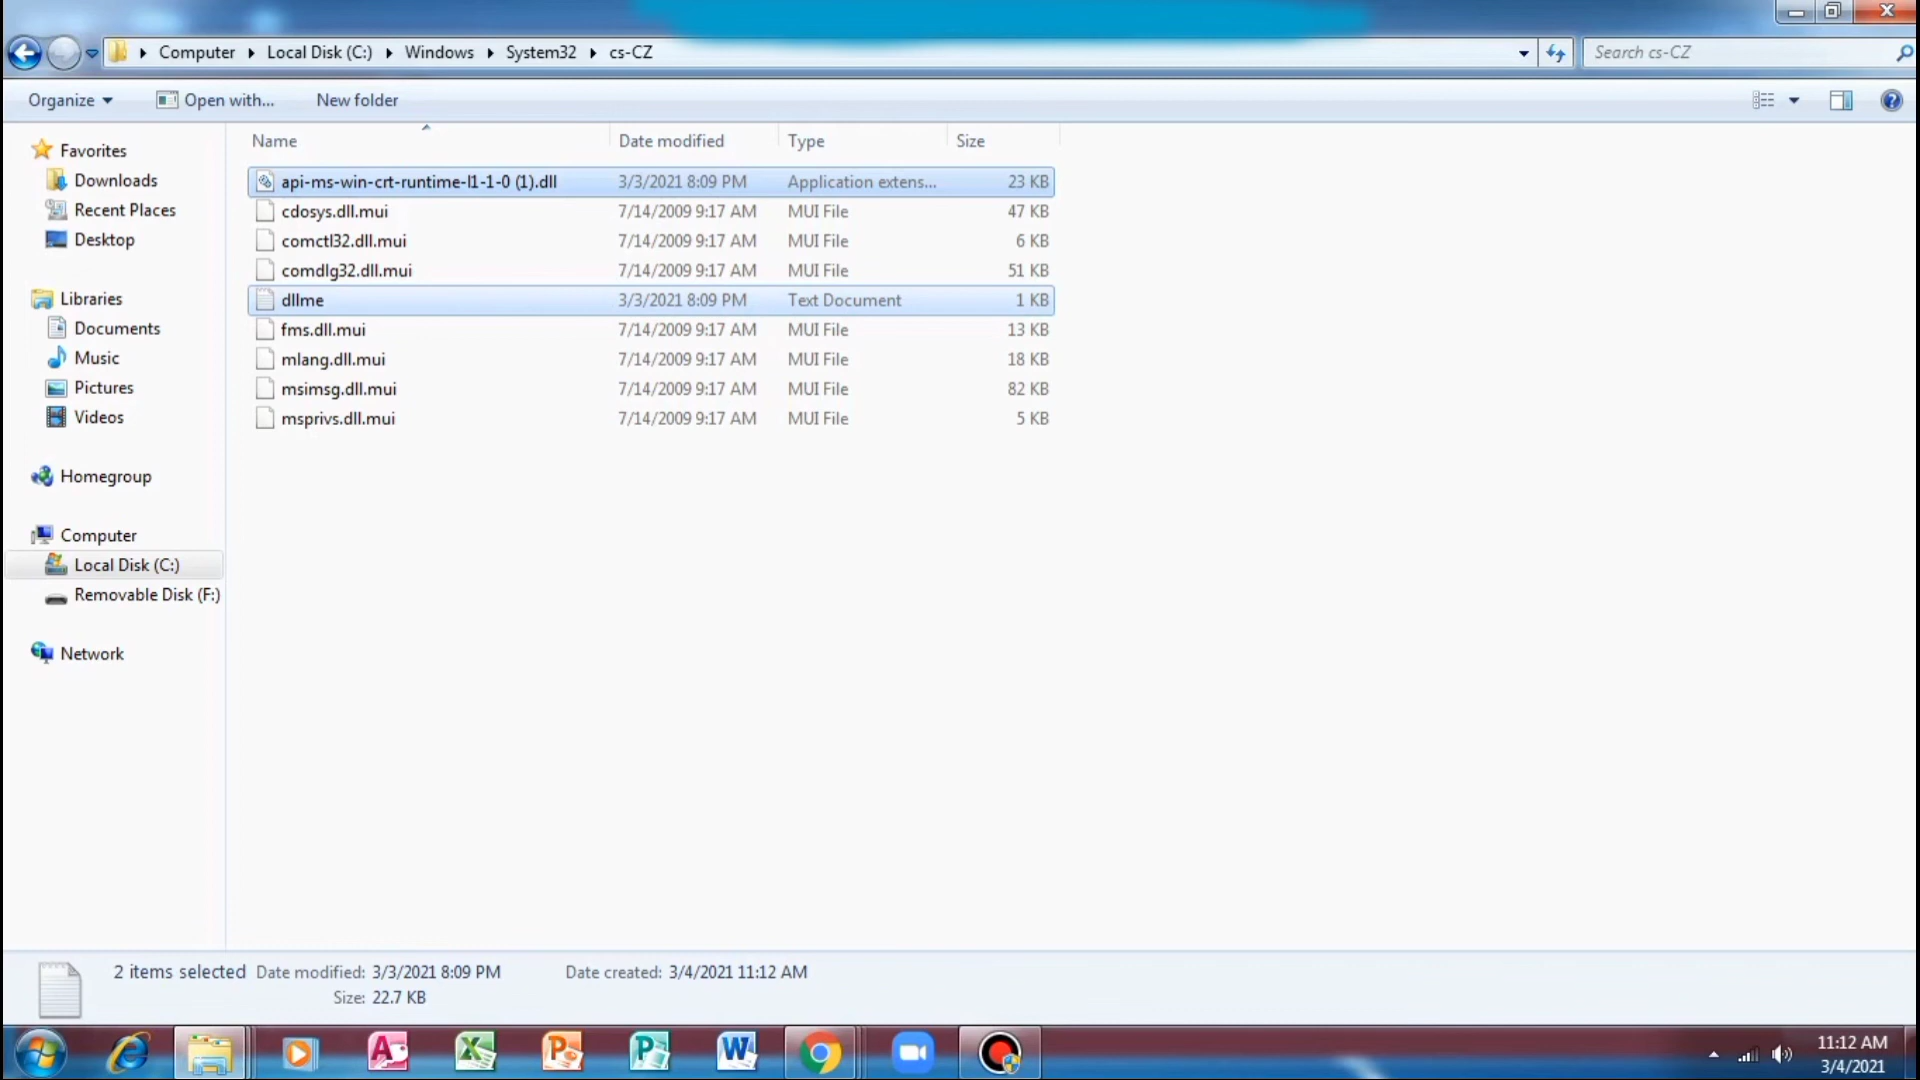 Computer Local Disk (C:) Windows System32 cs-CZ Search cs-CZ
Organize Open with... New folder
Name Date modified Type Size
Favorites
Downloads
Recent Places
Desktop
Libraries
Documents
Music
Pictures
Videos
Homegroup
Computer
Local Disk (C:)
Removable Disk (F:)
Network
api-ms-win-crt-runtime-l1-1-0 (1).dll 3/3/2021 8:09 PM Application extens... 23 KB
cdosys.dll.mui 7/14/2009 9:17 AM MUI File 47 KB
comctl32.dll.mui 7/14/2009 9:17 AM MUI File 6 KB
comdlg32.dll.mui 7/14/2009 9:17 AM MUI File 51 KB
dllme 3/3/2021 8:09 PM Text Document 1 KB
fms.dll.mui 7/14/2009 9:17 AM MUI File 13 KB
mlang.dll.mui 7/14/2009 9:17 AM MUI File 18 KB
msimsg.dll.mui 7/14/2009 9:17 AM MUI File 82 KB
msprivs.dll.mui 7/14/2009 9:17 AM MUI File 5 KB
2 items selected Date modified: 3/3/2021 8:09 PM Date created: 3/4/2021 11:12 AM
Size: 22.7 KB
11:12 AM
3/4/2021